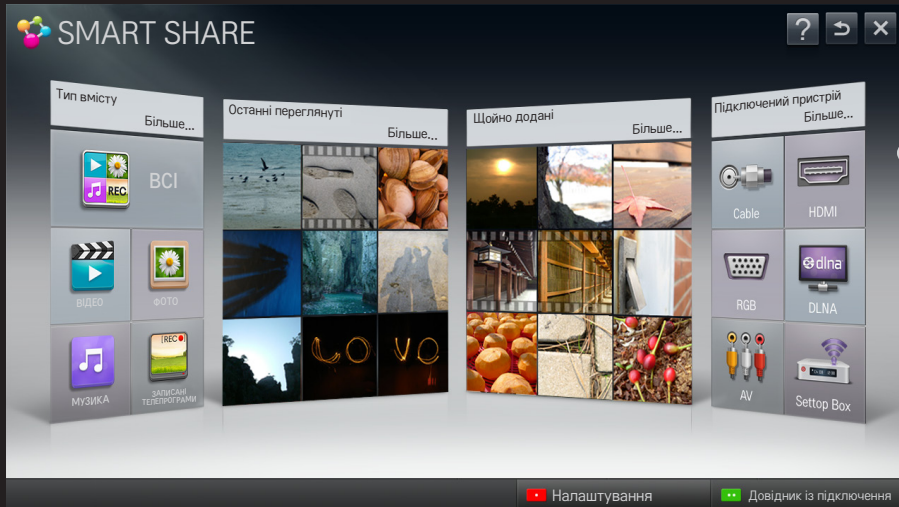 SMART SHARE
?
Тип вмісту
Більше...
ВСІ
REC
ВІДЕО
ФОТО
МУЗИКА
[REC●]
ЗАПИСАНІ
ТЕЛЕПРОГРАМИ
Останні переглянуті
Більше...
LOVO
Щойно додані
Більше...
Підключений пристрій
Більше...
Cable
HDMI
RGB
dlna
DLNA
AV
Settop Box
Налаштування
Довідник із підключення